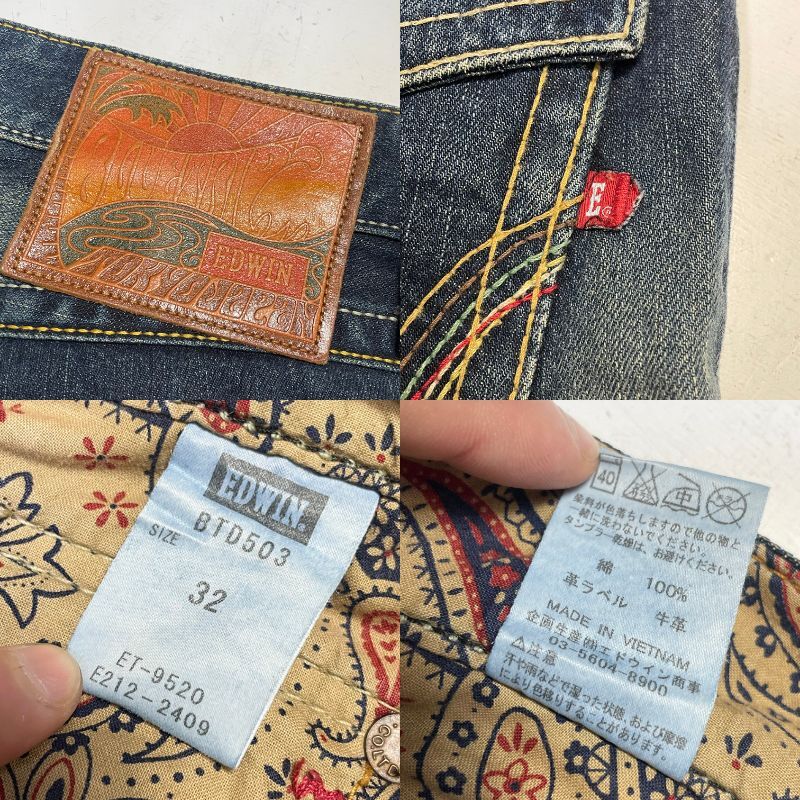 EDWIN
E
EDWIN
BTD503
SIZE
32
ET-9520
E212-2409
40
染料が色落ちしますので他の物と
一緒に洗わないでください。
タンブラー乾燥は、お避けください。
綿 100%
革ラベル 牛革
MADE IN VIETNAM
企画生産㈱エドウイン商事
03-5604-8900
⚠汗や雨などで湿った状態、および摩擦
により色移りすることがあります。